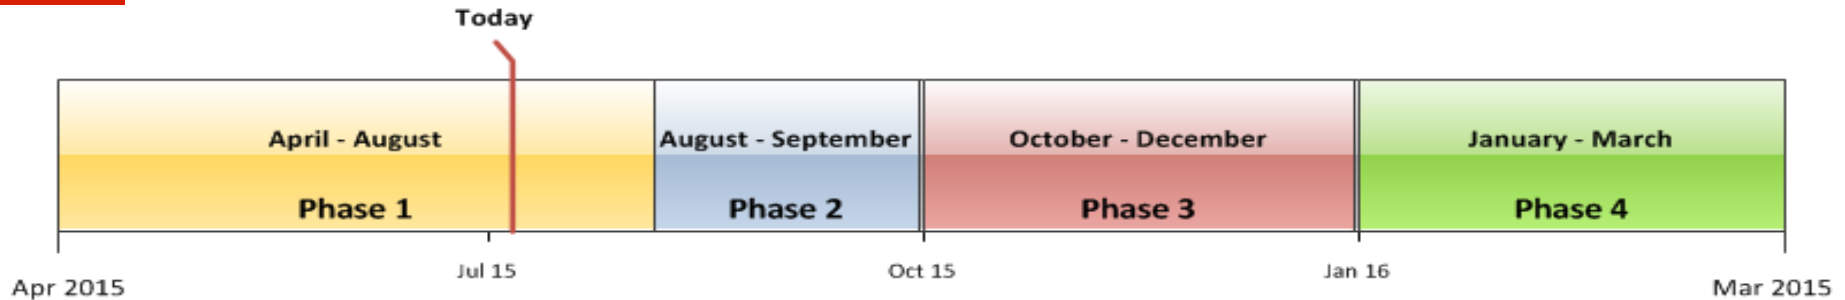 Today
April - August
August - September
October - December
January - March
Phase 1
Phase 2
Phase 3
Phase 4
Jul 15
Oct 15
Jan 16
Apr 2015
Mar 2015